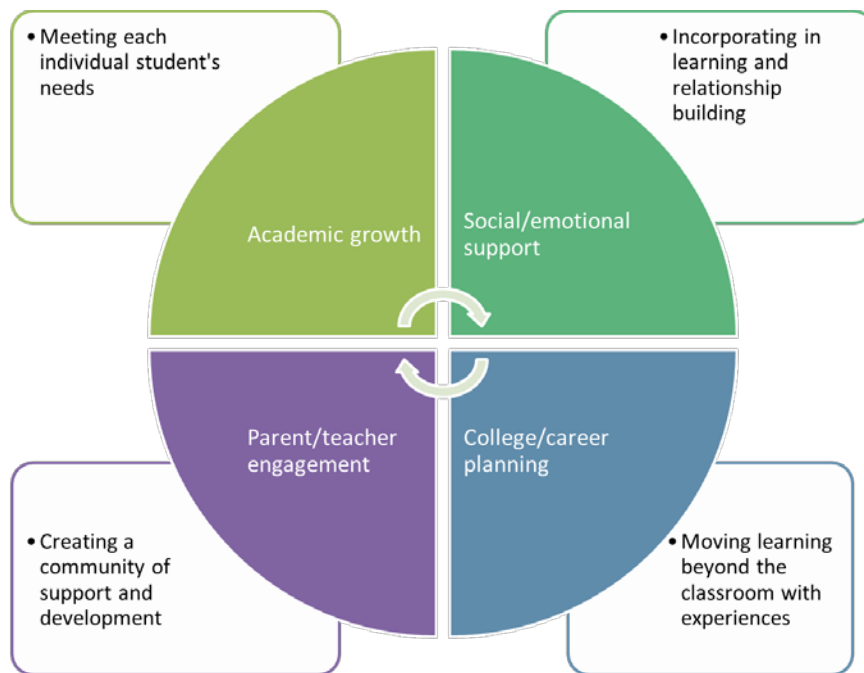 • Meeting each
individual student's
needs
• Incorporating in
learning and
relationship
building
Academic growth
Social/emotional
support
Parent/teacher
engagement
College/career
planning
• Creating a
community of
support and
development
• Moving learning
beyond the
classroom with
experiences